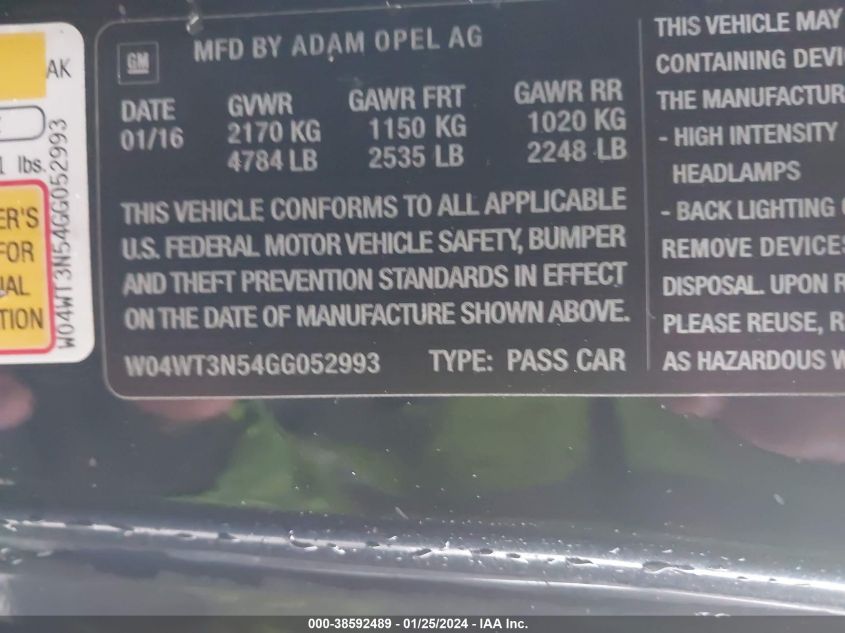 AK
1 lbs.
ER'S
FOR
UAL
TION
W04WT3N54GG052993
GM
MFD BY ADAM OPEL AG
DATE GVWR GAWR FRT GAWR RR
01/16 2170 KG 1150 KG 1020 KG
4784 LB 2535 LB 2248 LB
THIS VEHICLE CONFORMS TO ALL APPLICABLE
U.S. FEDERAL MOTOR VEHICLE SAFETY, BUMPER
AND THEFT PREVENTION STANDARDS IN EFFECT
ON THE DATE OF MANUFACTURE SHOWN ABOVE.
W04WT3N54GG052993 TYPE: PASS CAR
THIS VEHICLE MAY
CONTAINING DEVI
THE MANUFACTUR
- HIGH INTENSITY
HEADLAMPS
- BACK LIGHTING
REMOVE DEVICES
DISPOSAL. UPON R
PLEASE REUSE, R
AS HAZARDOUS W
000-38592489 - 01/25/2024 - IAA Inc.